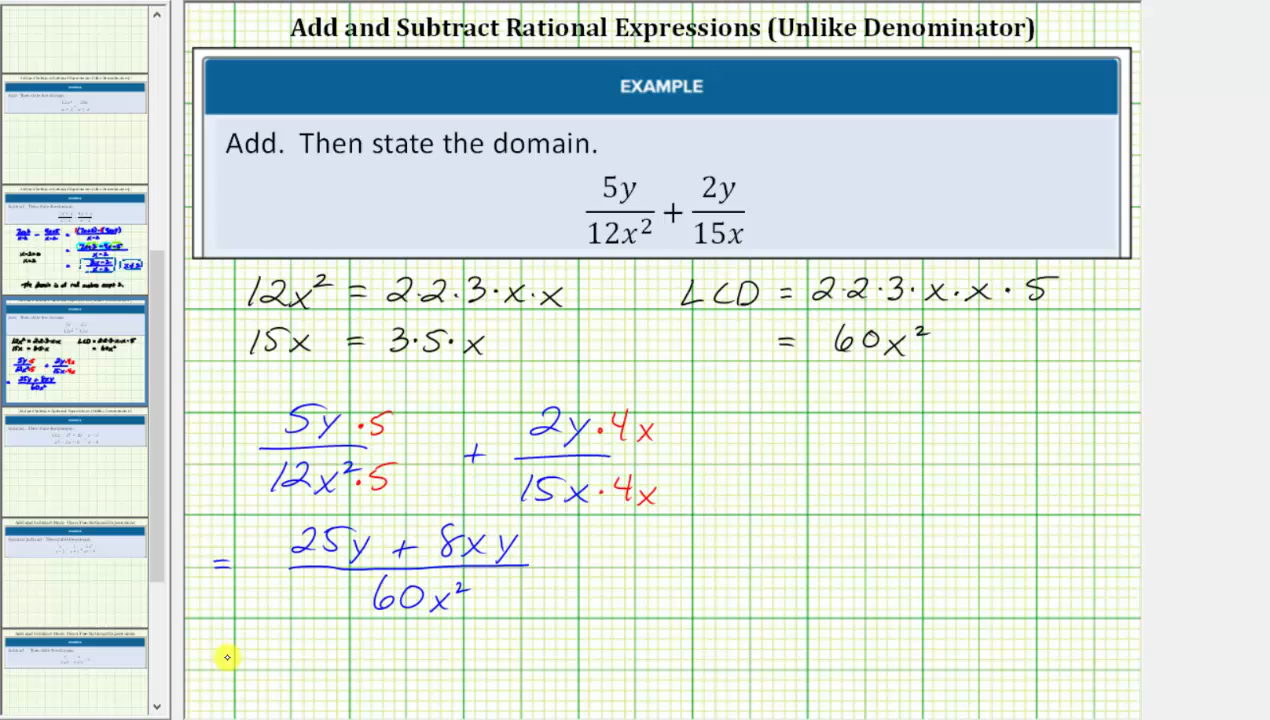 Add and Subtract Rational Expressions (Unlike Denominator)
EXAMPLE
Add. Then state the domain.
5y/12x² + 2y/15x
12x² = 2·2·3·x·x
LCD = 2·2·3·x·x·5
15x = 3·5·x
= 60x²
5y·5/12x²·5 + 2y·4x/15x·4x
= 25y + 8xy/60x²